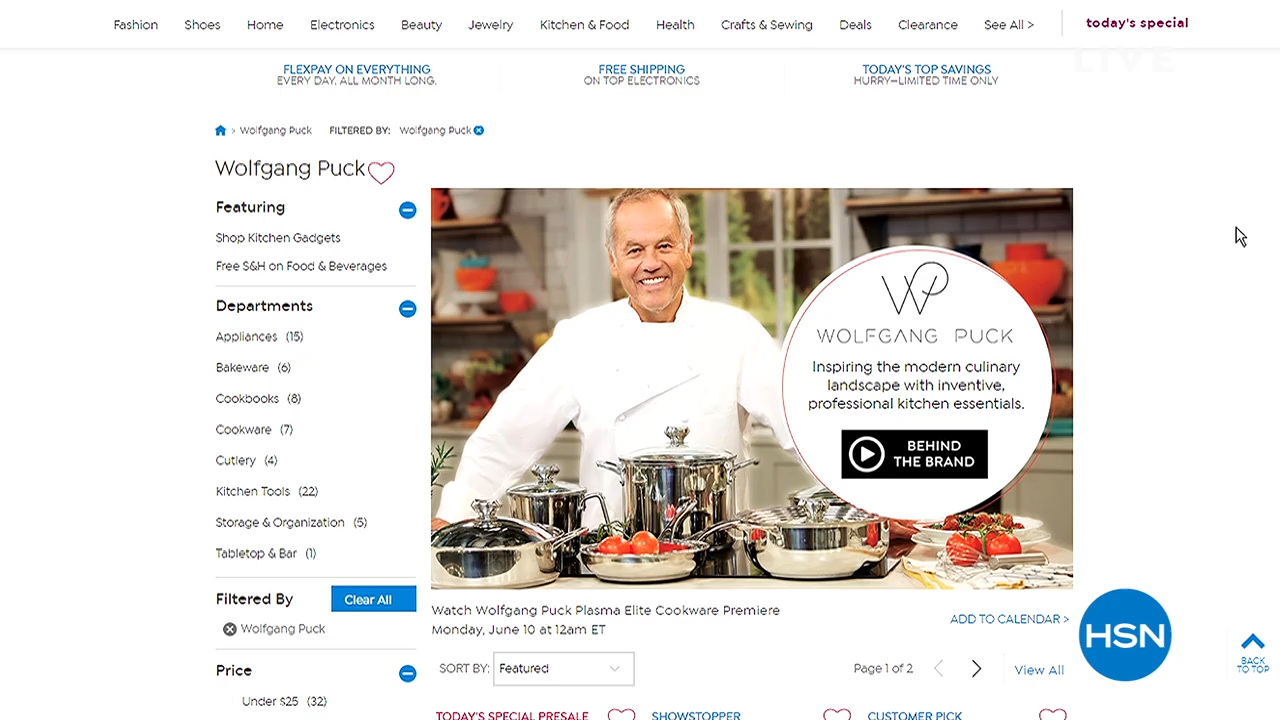 Fashion Shoes Home Electronics Beauty Jewelry Kitchen & Food Health Crafts & Sewing Deals Clearance See All > today's special
LIVE
FLEXPAY ON EVERYTHING
EVERY DAY, ALL MONTH LONG.
FREE SHIPPING
ON TOP ELECTRONICS
TODAY'S TOP SAVINGS
HURRY—LIMITED TIME ONLY
> Wolfgang Puck FILTERED BY: Wolfgang Puck
Wolfgang Puck
Featuring
Shop Kitchen Gadgets
Free S&H on Food & Beverages
Departments
Appliances (15)
Bakeware (6)
Cookbooks (8)
Cookware (7)
Cutlery (4)
Kitchen Tools (22)
Storage & Organization (5)
Tabletop & Bar (1)
Filtered By Clear All
Wolfgang Puck
Price
Under $25 (32)
WP
WOLFGANG PUCK
Inspiring the modern culinary
landscape with inventive,
professional kitchen essentials.
BEHIND
THE BRAND
Watch Wolfgang Puck Plasma Elite Cookware Premiere
Monday, June 10 at 12am ET
ADD TO CALENDAR >
HSN
BACK
TO TOP
SORT BY: Featured Page 1 of 2 View All
TODAY'S SPECIAL PRESALE SHOWSTOPPER CUSTOMER PICK